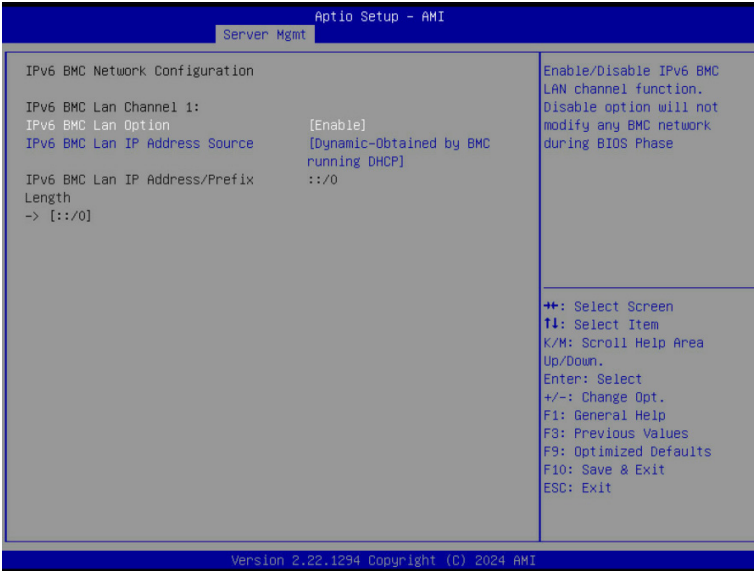 Aptio Setup - AMI
Server Mgmt
IPv6 BMC Network Configuration
IPv6 BMC Lan Channel 1:
IPv6 BMC Lan Option [Enable]
IPv6 BMC Lan IP Address Source [Dynamic-Obtained by BMC
running DHCP]
IPv6 BMC Lan IP Address/Prefix ::/0
Length
-> [::/0]
Enable/Disable IPv6 BMC
LAN channel function.
Disable option will not
modify any BMC network
during BIOS Phase
→←: Select Screen
↑↓: Select Item
K/M: Scroll Help Area
Up/Down.
Enter: Select
+/-: Change Opt.
F1: General Help
F3: Previous Values
F9: Optimized Defaults
F10: Save & Exit
ESC: Exit
Version 2.22.1294 Copyright (C) 2024 AMI